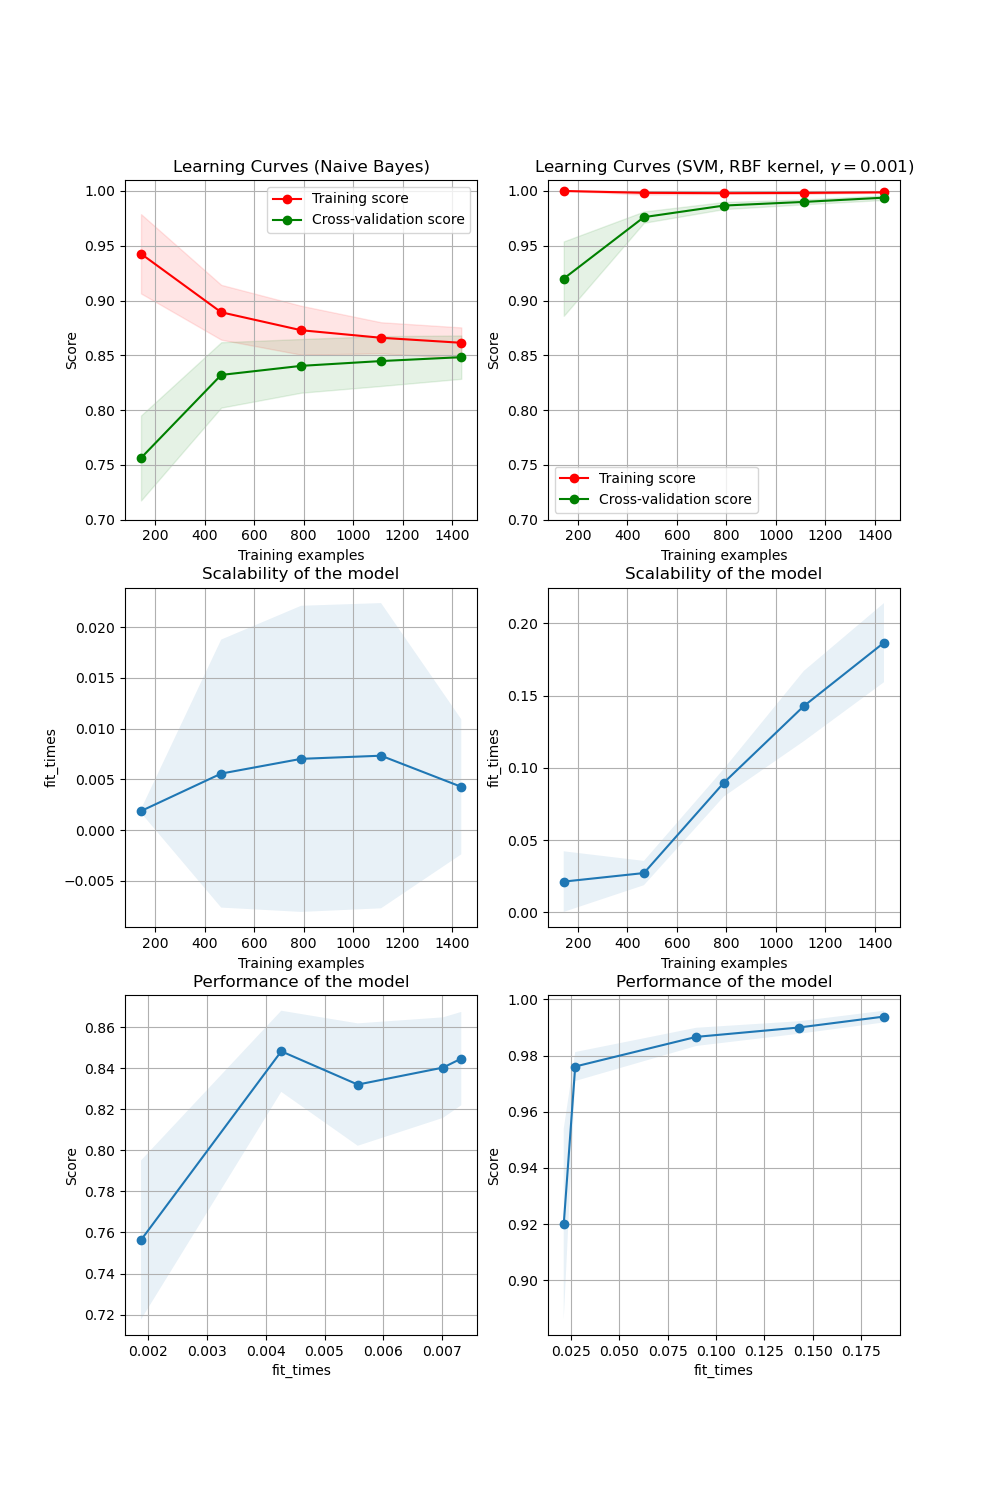 Learning Curves (Naive Bayes)
1.00
0.95
0.90
0.85
0.80
0.75
0.70
Score
Training score
Cross-validation score
200 400 600 800 1000 1200 1400
Training examples
Learning Curves (SVM, RBF kernel, γ = 0.001)
1.00
0.95
0.90
0.85
0.80
0.75
0.70
Score
Training score
Cross-validation score
200 400 600 800 1000 1200 1400
Training examples
Scalability of the model
0.020
0.015
0.010
0.005
0.000
−0.005
fit_times
200 400 600 800 1000 1200 1400
Training examples
Scalability of the model
0.20
0.15
0.10
0.05
0.00
fit_times
200 400 600 800 1000 1200 1400
Training examples
Performance of the model
0.86
0.84
0.82
0.80
0.78
0.76
0.74
0.72
Score
0.002 0.003 0.004 0.005 0.006 0.007
fit_times
Performance of the model
1.00
0.98
0.96
0.94
0.92
0.90
Score
0.025 0.050 0.075 0.100 0.125 0.150 0.175
fit_times